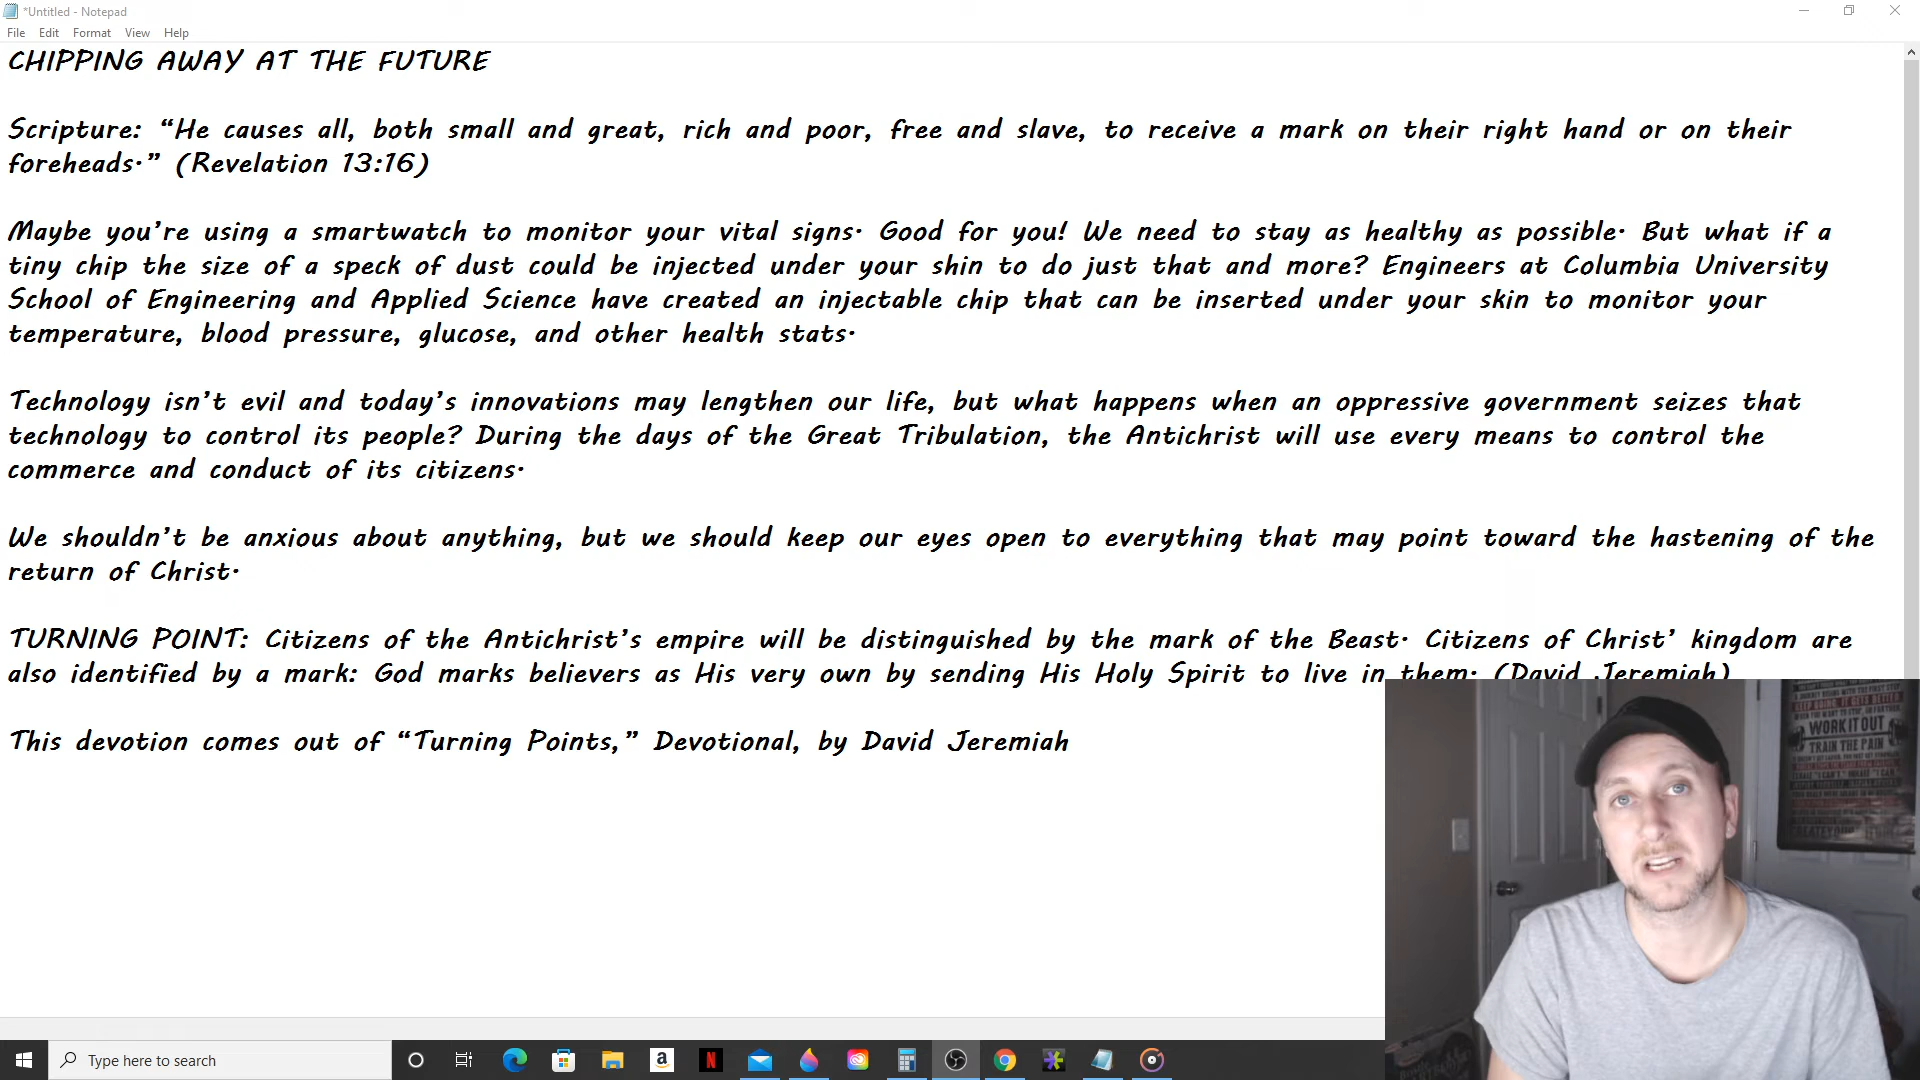 *Untitled - Notepad
File Edit Format View Help
CHIPPING AWAY AT THE FUTURE
Scripture: “He causes all, both small and great, rich and poor, free and slave, to receive a mark on their right hand or on their
foreheads.” (Revelation 13:16)
Maybe you’re using a smartwatch to monitor your vital signs. Good for you! We need to stay as healthy as possible. But what if a
tiny chip the size of a speck of dust could be injected under your shin to do just that and more? Engineers at Columbia University
School of Engineering and Applied Science have created an injectable chip that can be inserted under your skin to monitor your
temperature, blood pressure, glucose, and other health stats.
Technology isn’t evil and today’s innovations may lengthen our life, but what happens when an oppressive government seizes that
technology to control its people? During the days of the Great Tribulation, the Antichrist will use every means to control the
commerce and conduct of its citizens.
We shouldn’t be anxious about anything, but we should keep our eyes open to everything that may point toward the hastening of the
return of Christ.
TURNING POINT: Citizens of the Antichrist’s empire will be distinguished by the mark of the Beast. Citizens of Christ’ kingdom are
also identified by a mark: God marks believers as His very own by sending His Holy Spirit to live in them. (David Jeremiah)
This devotion comes out of “Turning Points,” Devotional, by David Jeremiah
WORK IT OUT
TRAIN THE PAIN
Type here to search
a
N